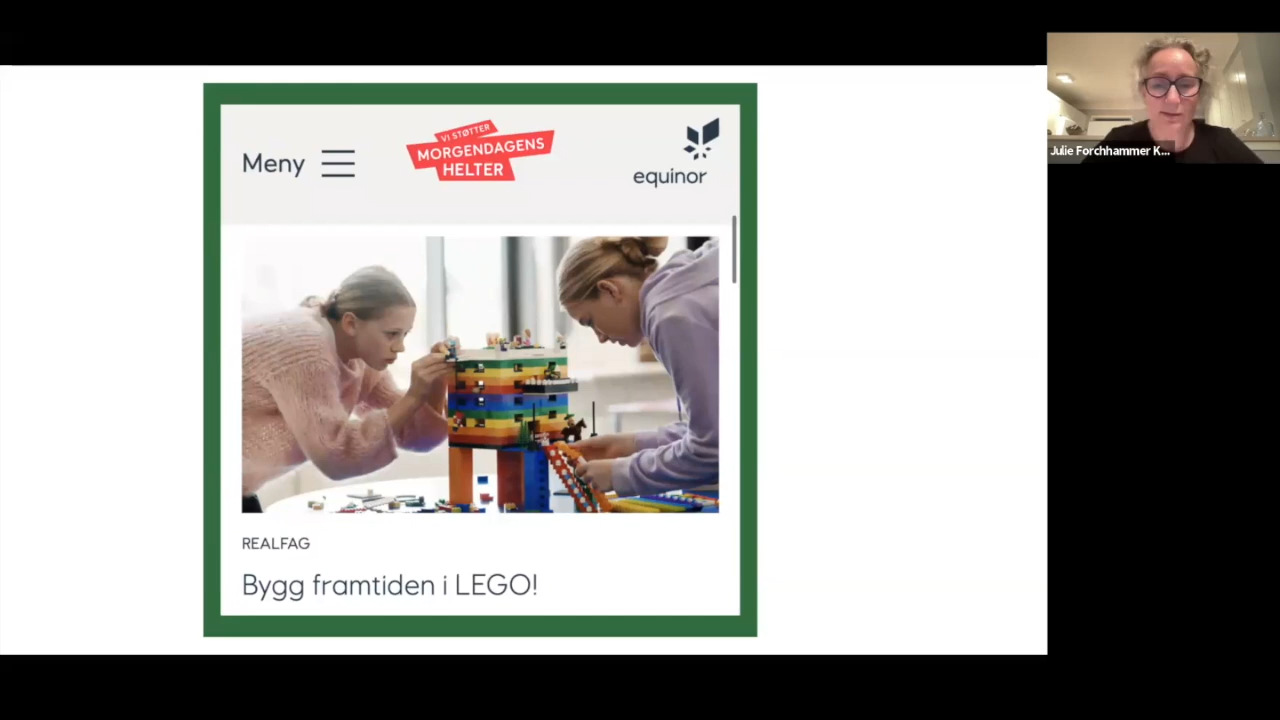 Meny
VI STØTTER
MORGENDAGENS
HELTER
equinor
REALFAG
Bygg framtiden i LEGO!
Julie Forchhammer K...